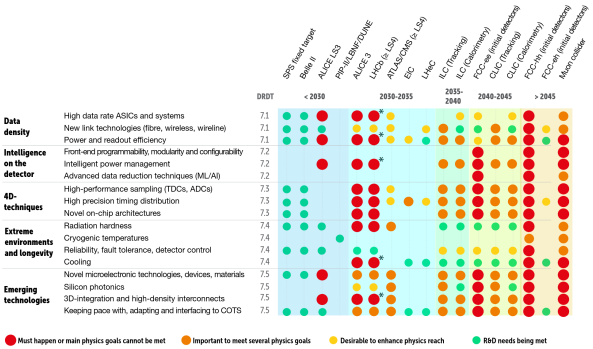 SPS fixed target
Belle II
ALICE LS3
PIP-II/LBNF/DUNE
ALICE 3
LHCb (≥ LS4)
ATLAS/CMS (≥ LS4)
EIC
LHeC
ILC (Tracking)
ILC (Calorimetry)
FCC-ee (initial detectors)
CLIC (Tracking)
CLIC (Calorimetry)
FCC-hh (initial detectors)
FCC-eh (initial detectors)
Muon collider
DRDT < 2030 2030-2035 2035-2040 2040-2045 > 2045
Data density
High data rate ASICs and systems 7.1 *
New link technologies (fibre, wireless, wireline) 7.1
Power and readout efficiency 7.1
Intelligence on the detector
Front-end programmability, modularity and configurability 7.2
Intelligent power management 7.2 *
Advanced data reduction techniques (ML/AI) 7.2
4D-techniques
High-performance sampling (TDCs, ADCs) 7.3
High precision timing distribution 7.3
Novel on-chip architectures 7.3
Extreme environments and longevity
Radiation hardness 7.4
Cryogenic temperatures 7.4
Reliability, fault tolerance, detector control 7.4
Cooling 7.4 *
Emerging technologies
Novel microelectronic technologies, devices, materials 7.5
Silicon photonics 7.5
3D-integration and high-density interconnects 7.5 *
Keeping pace with, adapting and interfacing to COTS 7.5
Must happen or main physics goals cannot be met
Important to meet several physics goals
Desirable to enhance physics reach
R&D needs being met